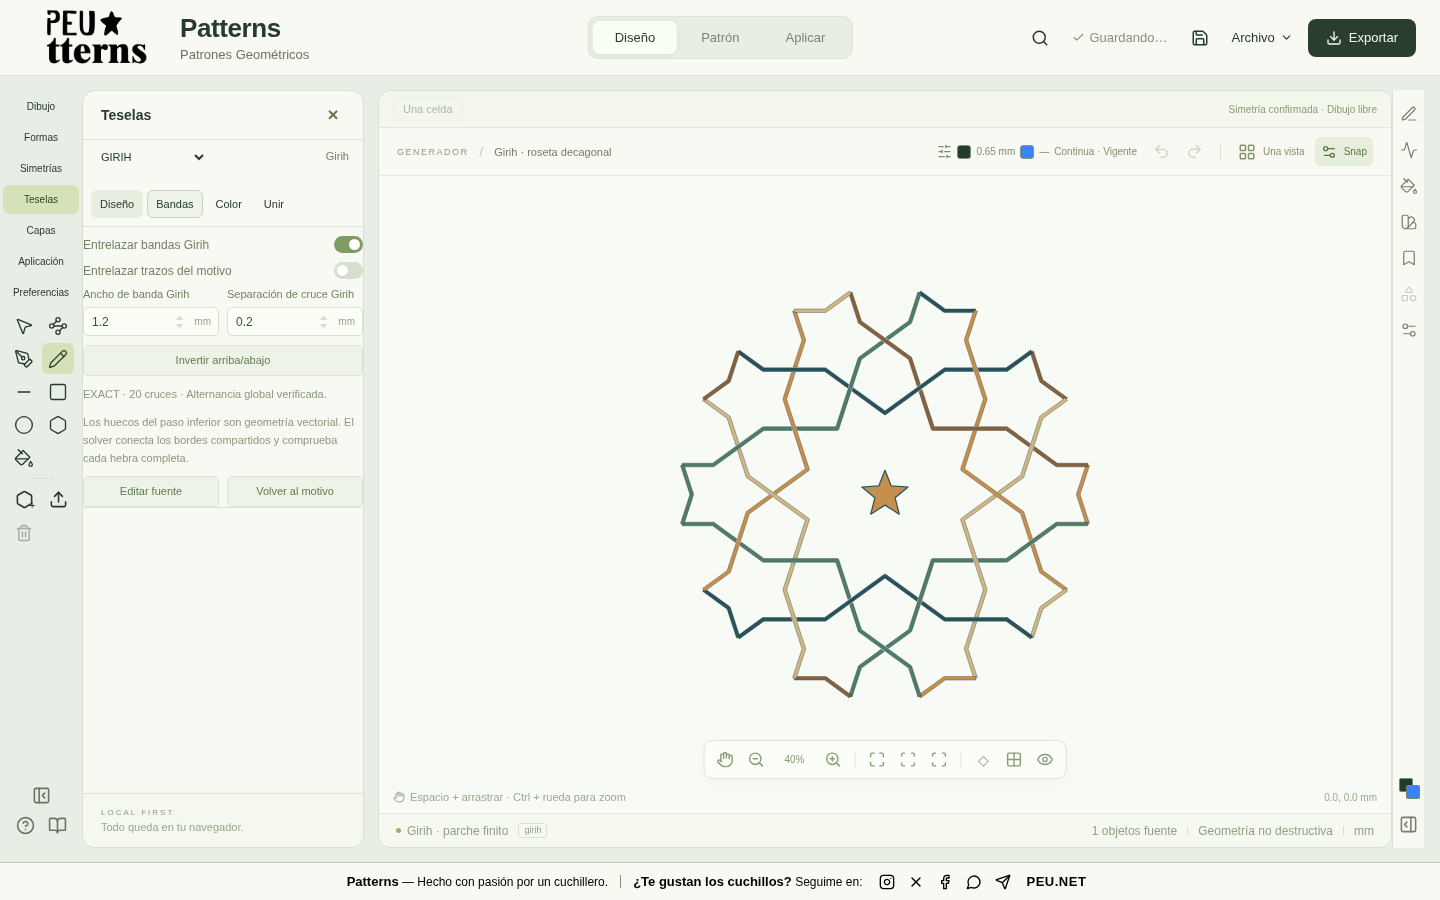 PEU
tterns
Patterns
Patrones Geométricos
Diseño
Patrón
Aplicar
Guardando…
Archivo
Exportar
Dibujo
Formas
Simetrías
Teselas
Capas
Aplicación
Preferencias
Teselas
GIRIH
Girih
Diseño
Bandas
Color
Unir
Entrelazar bandas Girih
Entrelazar trazos del motivo
Ancho de banda Girih
Separación de cruce Girih
1.2 mm
0.2 mm
Invertir arriba/abajo
EXACT · 20 cruces · Alternancia global verificada.
Los huecos del paso inferior son geometría vectorial. El
solver conecta los bordes compartidos y comprueba
cada hebra completa.
Editar fuente
Volver al motivo
LOCAL FIRST
Todo queda en tu navegador.
Una celda
Simetría confirmada · Dibujo libre
GENERADOR / Girih · roseta decagonal
0.65 mm
— Continua · Vigente
Una vista
Snap
40%
Espacio + arrastrar · Ctrl + rueda para zoom
0.0, 0.0 mm
Girih · parche finito
girih
1 objetos fuente
Geometría no destructiva
mm
Patterns — Hecho con pasión por un cuchillero.
¿Te gustan los cuchillos? Seguime en:
PEU.NET